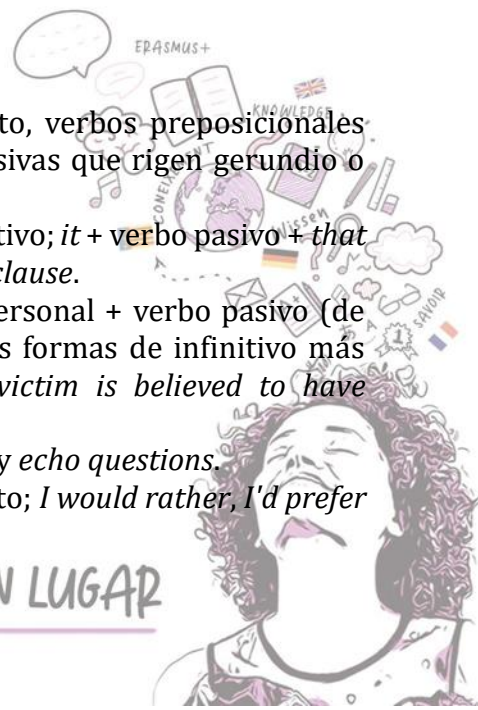 ERASMUS+
KNOWLEDGE
to, verbos preposicionales
sivas que rigen gerundio o
Wissen
tivo; it + verbo pasivo + that
clause.
SAVOIR
ersonal + verbo pasivo (de
s formas de infinitivo más
victim is believed to have
y echo questions.
to; I would rather, I'd prefer
N LUGAR